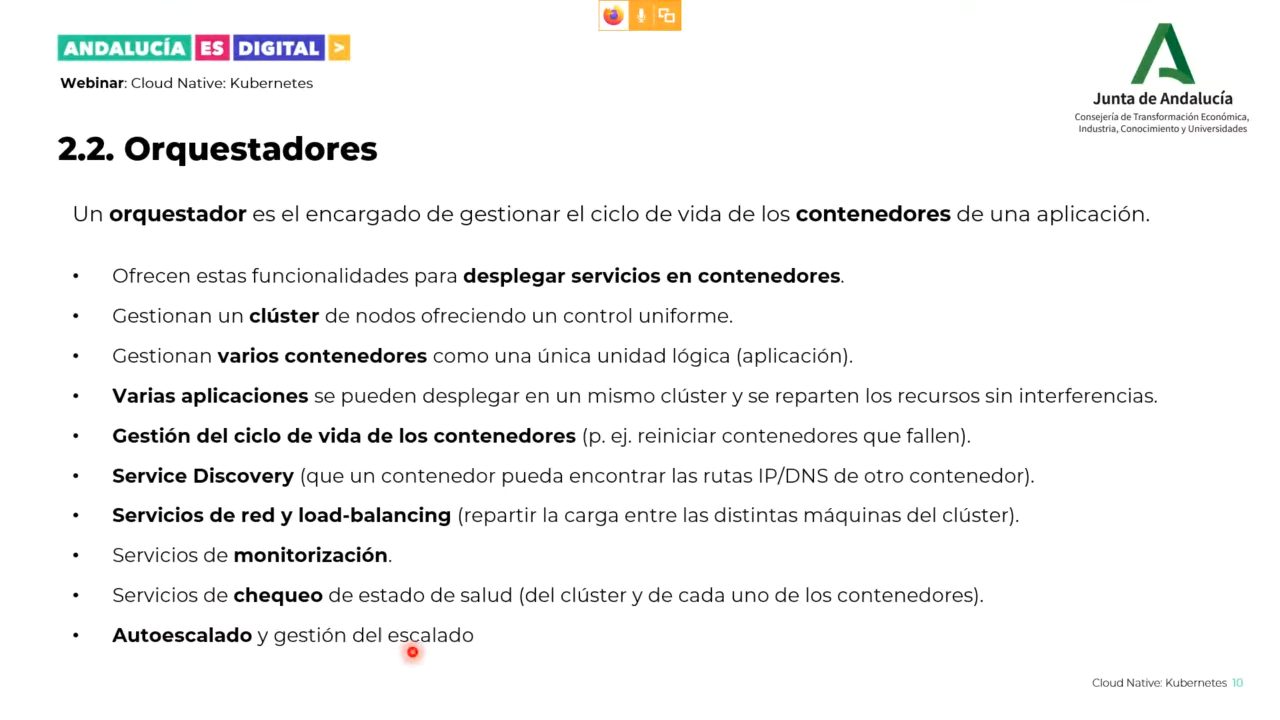 ANDALUCÍA ES DIGITAL >
Webinar: Cloud Native: Kubernetes
Junta de Andalucía
Consejería de Transformación Económica,
Industria, Conocimiento y Universidades
2.2. Orquestadores
Un orquestador es el encargado de gestionar el ciclo de vida de los contenedores de una aplicación.
• Ofrecen estas funcionalidades para desplegar servicios en contenedores.
• Gestionan un clúster de nodos ofreciendo un control uniforme.
• Gestionan varios contenedores como una única unidad lógica (aplicación).
• Varias aplicaciones se pueden desplegar en un mismo clúster y se reparten los recursos sin interferencias.
• Gestión del ciclo de vida de los contenedores (p. ej. reiniciar contenedores que fallen).
• Service Discovery (que un contenedor pueda encontrar las rutas IP/DNS de otro contenedor).
• Servicios de red y load-balancing (repartir la carga entre las distintas máquinas del clúster).
• Servicios de monitorización.
• Servicios de chequeo de estado de salud (del clúster y de cada uno de los contenedores).
• Autoescalado y gestión del escalado
Cloud Native: Kubernetes 10